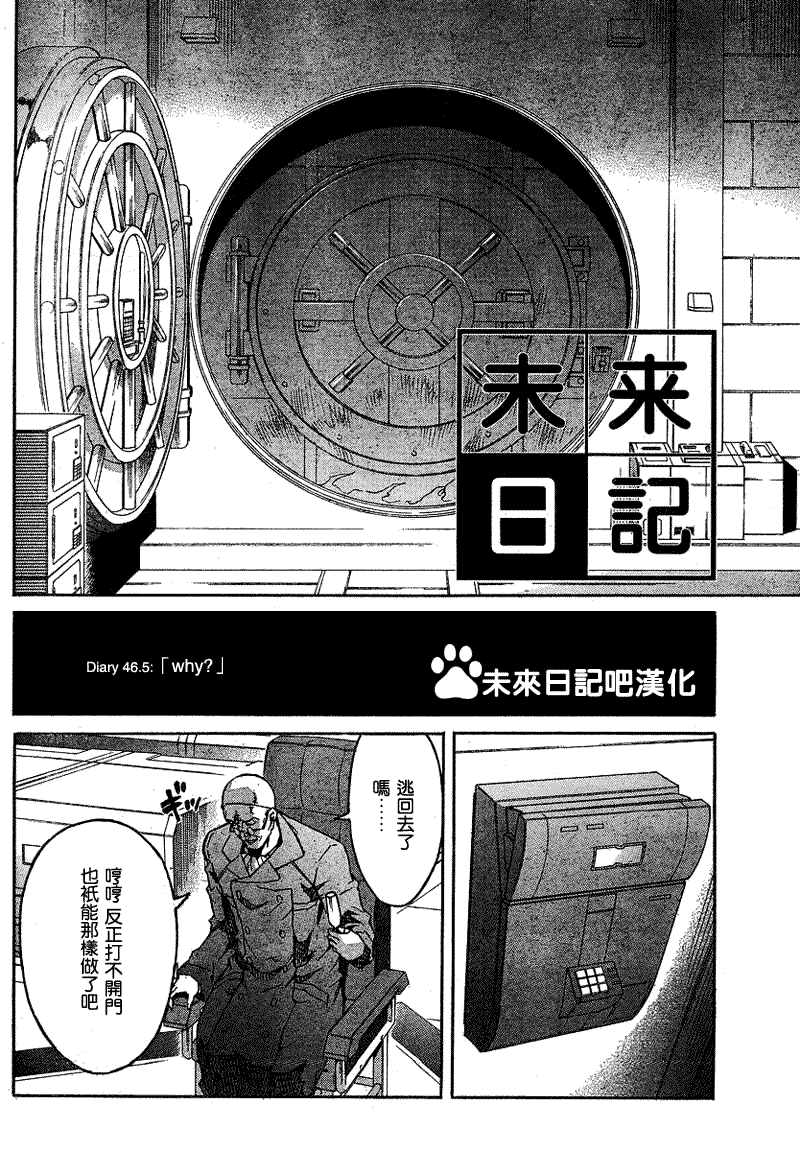 未来
日記
Diary 46.5:「why?」
未來日記吧漢化
逃回去了
嗎……
ギッ
哼哼 反正打不開門
也祇能那樣做了吧